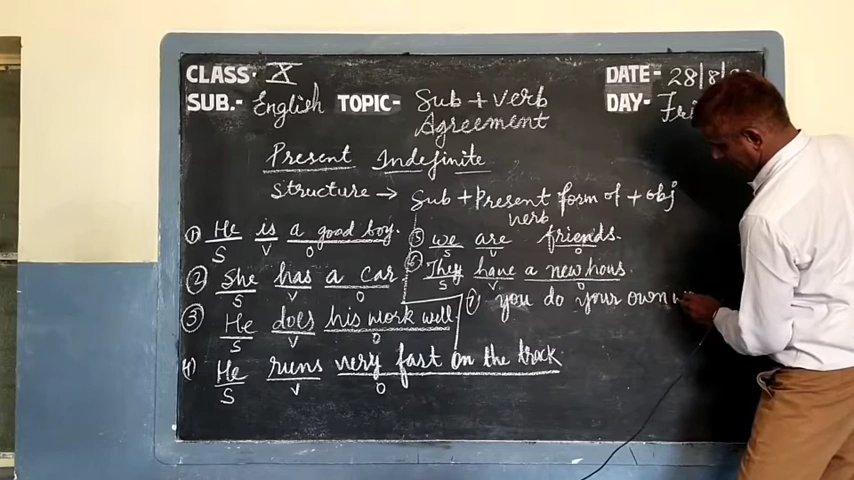 CLASS- X
SUB.- English
TOPIC- Sub + verb
Agreement
DATE- 28/8/
DAY- Fri
Present Indefinite
Structure → Sub + Present form of + obj
verb
① He is a good boy.
S V O
② She has a car
S V O
③ He does his work well
S V O
(4) He runs very fast on the track
S V O
⑤ we are friends.
S V O
⑥ They have a new hous.
S V O
⑦ you do your own